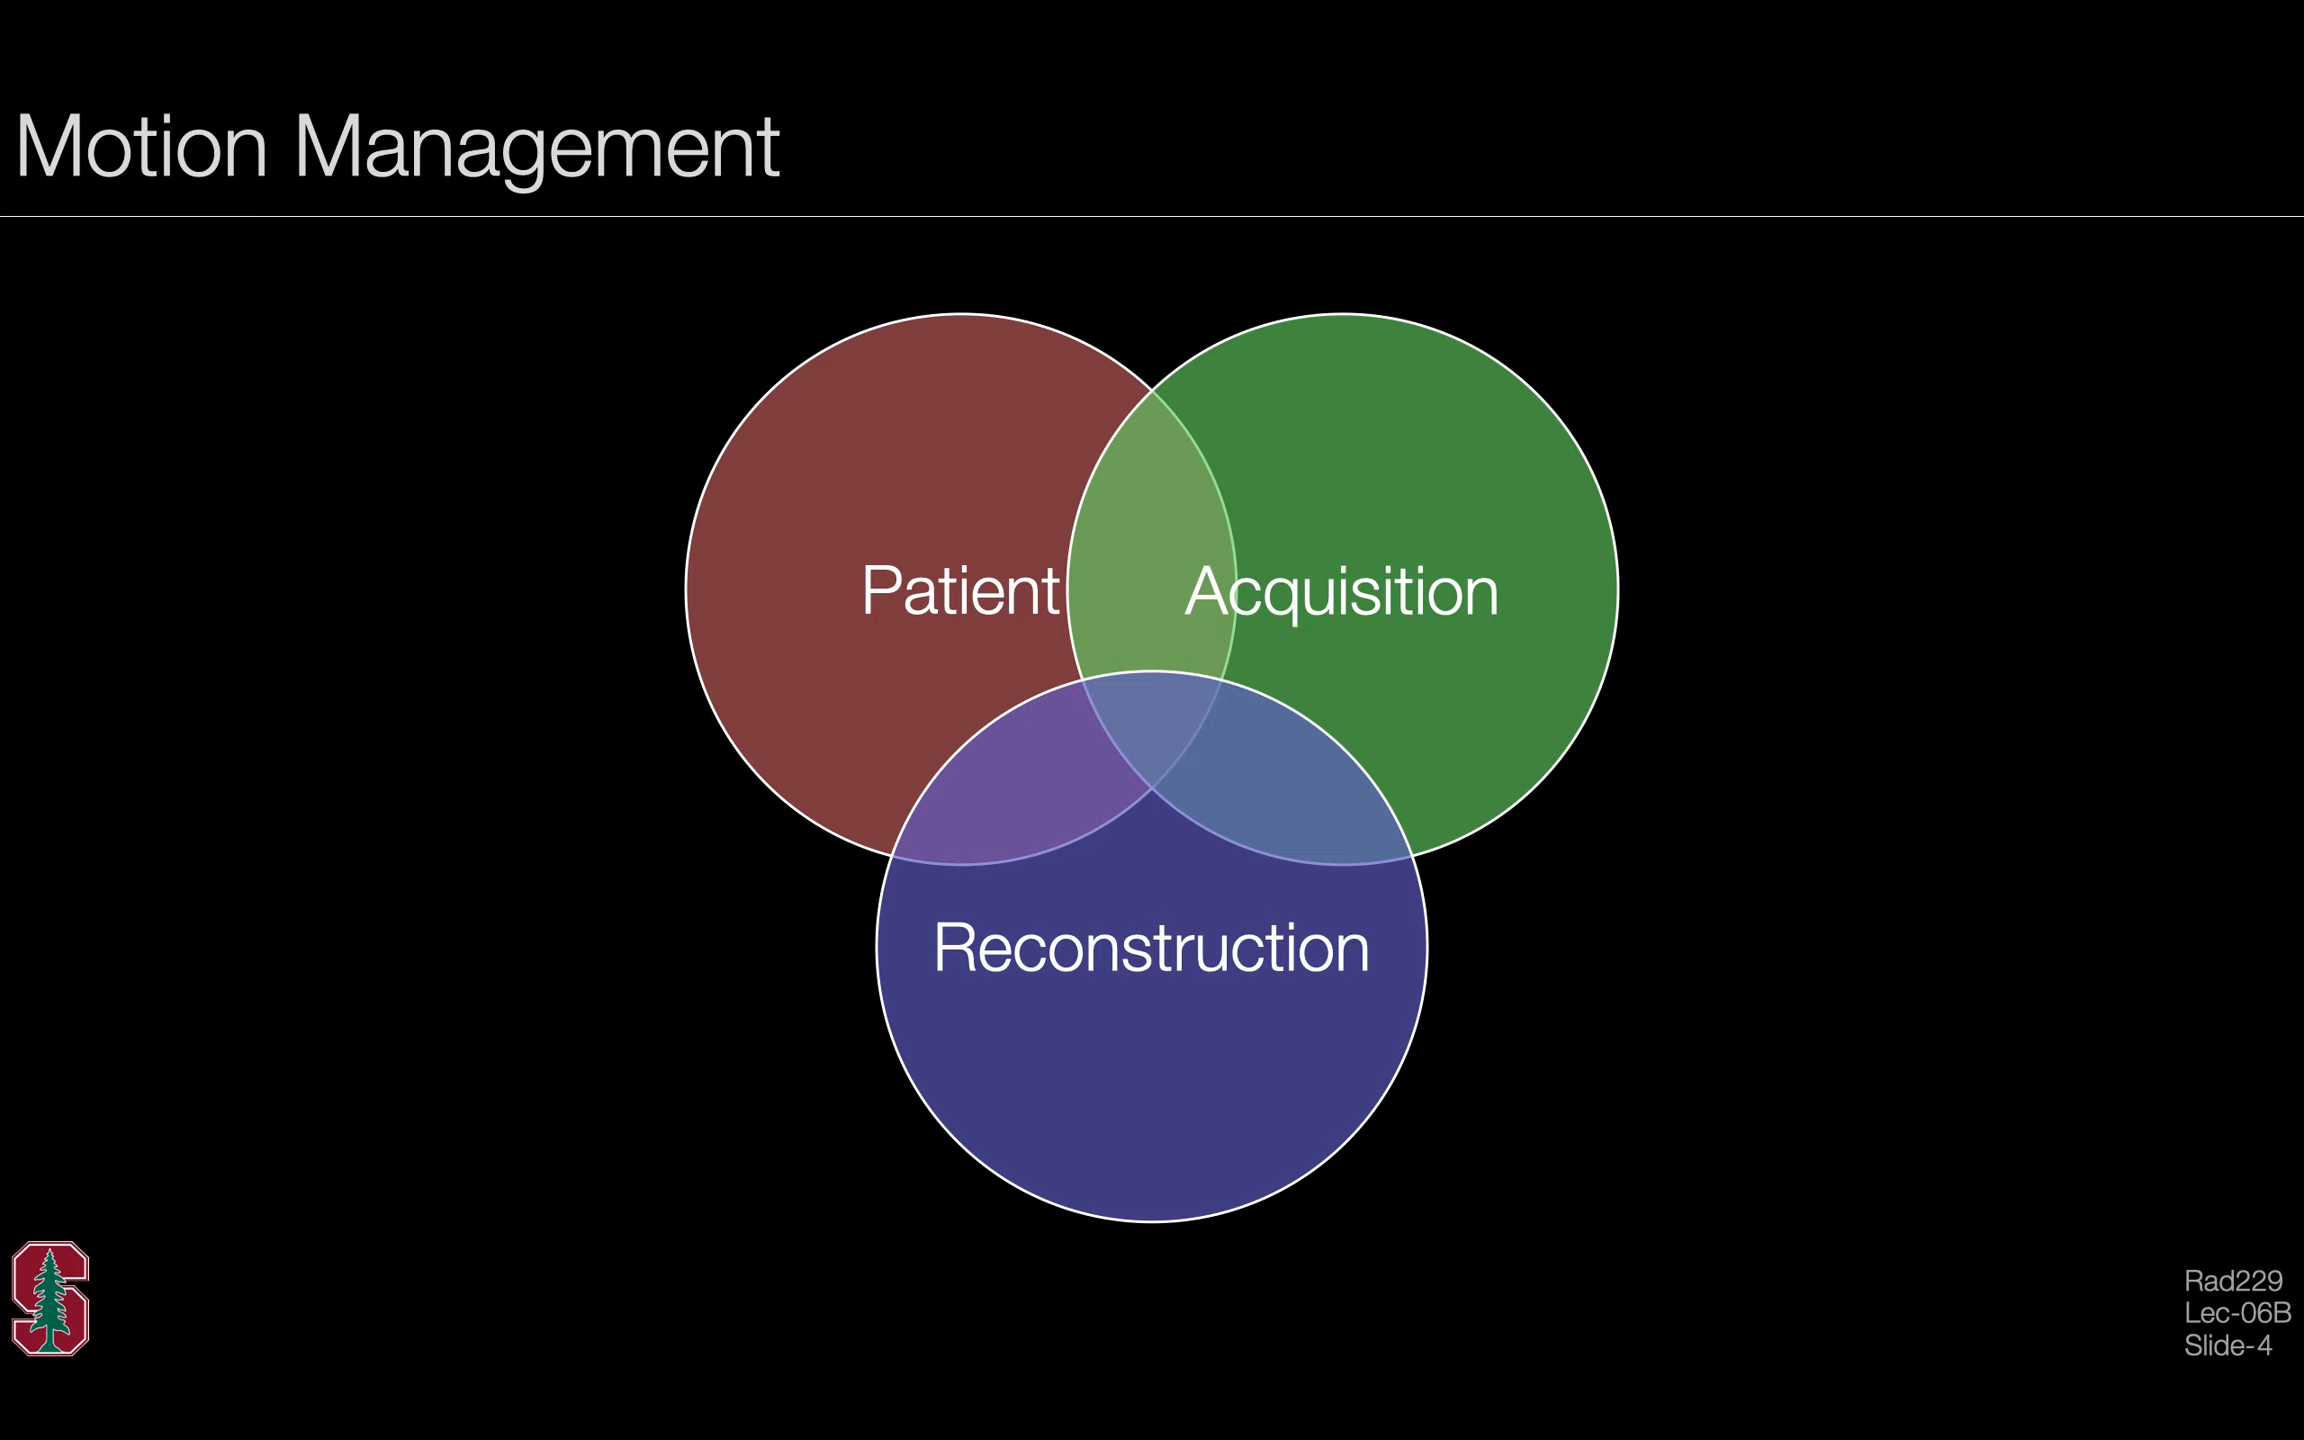 Motion Management
Patient
Acquisition
Reconstruction
Rad229
Lec-06B
Slide-4